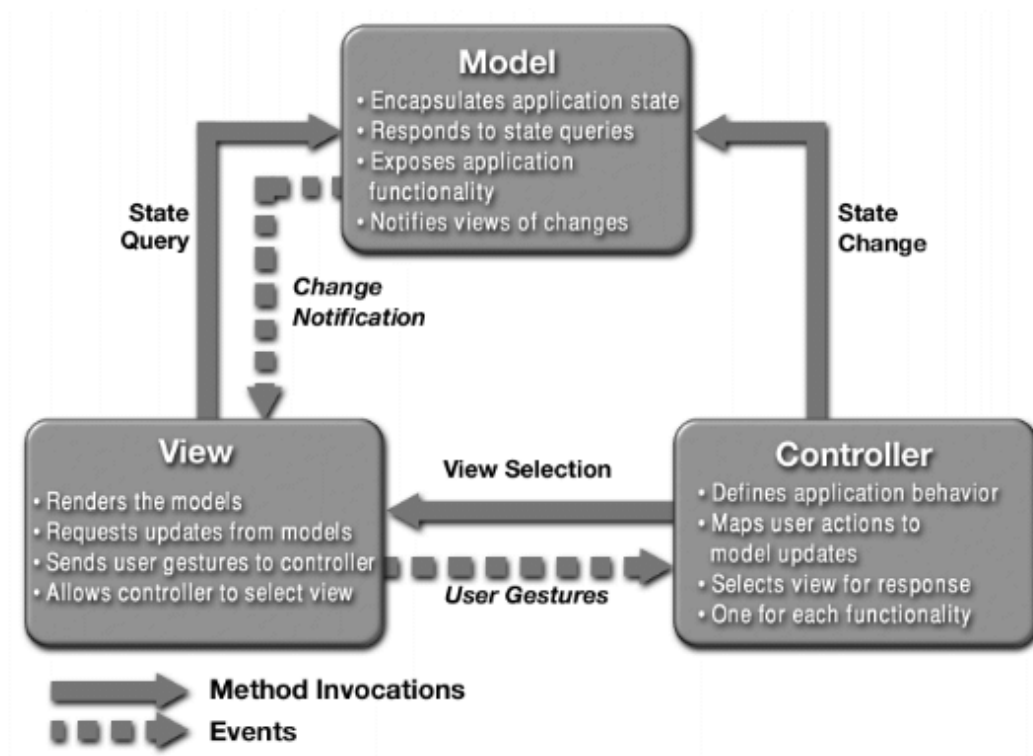 Model
• Encapsulates application state
• Responds to state queries
• Exposes application
functionality
• Notifies views of changes
State
Query
State
Change
Change
Notification
View
• Renders the models
• Requests updates from models
• Sends user gestures to controller
• Allows controller to select view
View Selection
User Gestures
Controller
• Defines application behavior
• Maps user actions to
model updates
• Selects view for response
• One for each functionality
Method Invocations
Events